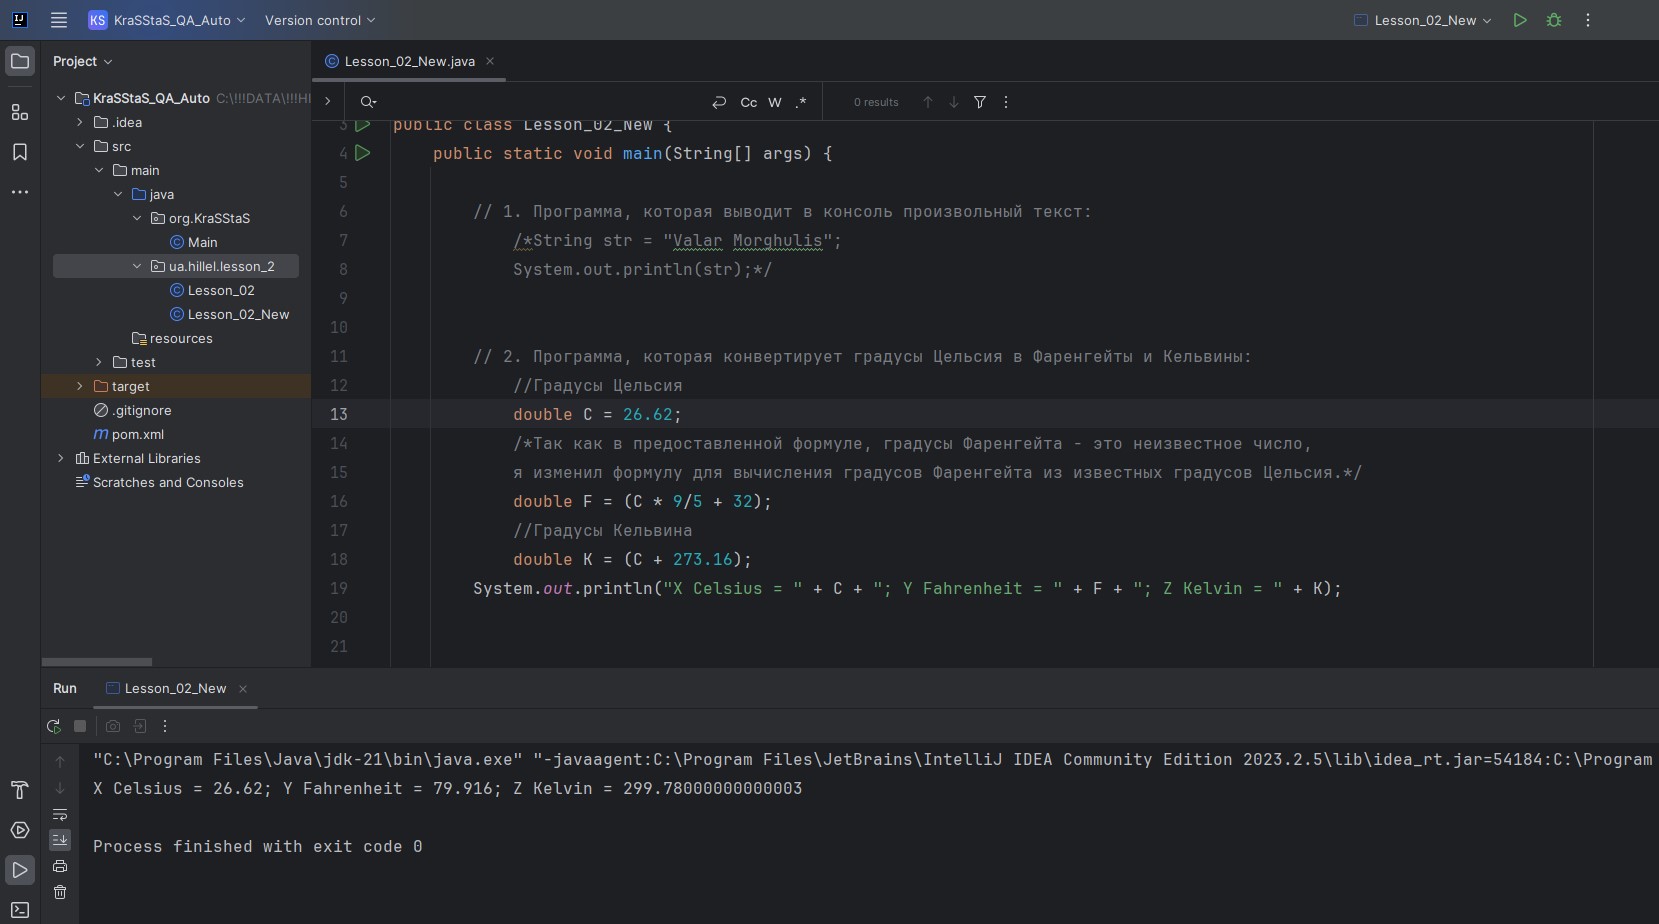 KS KraSStaS_QA_Auto Version control Lesson_02_New
Project
KraSStaS_QA_Auto C:\!!!DATA\!!!HI
.idea
src
main
java
org.KraSStaS
Main
ua.hillel.lesson_2
Lesson_02
Lesson_02_New
resources
test
target
.gitignore
pom.xml
External Libraries
Scratches and Consoles
Lesson_02_New.java
Cc W .* 0 results
3 public class Lesson_02_New {
4 public static void main(String[] args) {
5
6 // 1. Программа, которая выводит в консоль произвольный текст:
7 /*String str = "Valar Morghulis";
8 System.out.println(str);*/
9
10
11 // 2. Программа, которая конвертирует градусы Цельсия в Фаренгейты и Кельвины:
12 //Градусы Цельсия
13 double C = 26.62;
14 /*Так как в предоставленной формуле, градусы Фаренгейта - это неизвестное число,
15 я изменил формулу для вычисления градусов Фаренгейта из известных градусов Цельсия.*/
16 double F = (C * 9/5 + 32);
17 //Градусы Кельвина
18 double K = (C + 273.16);
19 System.out.println("X Celsius = " + C + "; Y Fahrenheit = " + F + "; Z Kelvin = " + K);
20
21
Run Lesson_02_New
"C:\Program Files\Java\jdk-21\bin\java.exe" "-javaagent:C:\Program Files\JetBrains\IntelliJ IDEA Community Edition 2023.2.5\lib\idea_rt.jar=54184:C:\Program
X Celsius = 26.62; Y Fahrenheit = 79.916; Z Kelvin = 299.78000000000003
Process finished with exit code 0